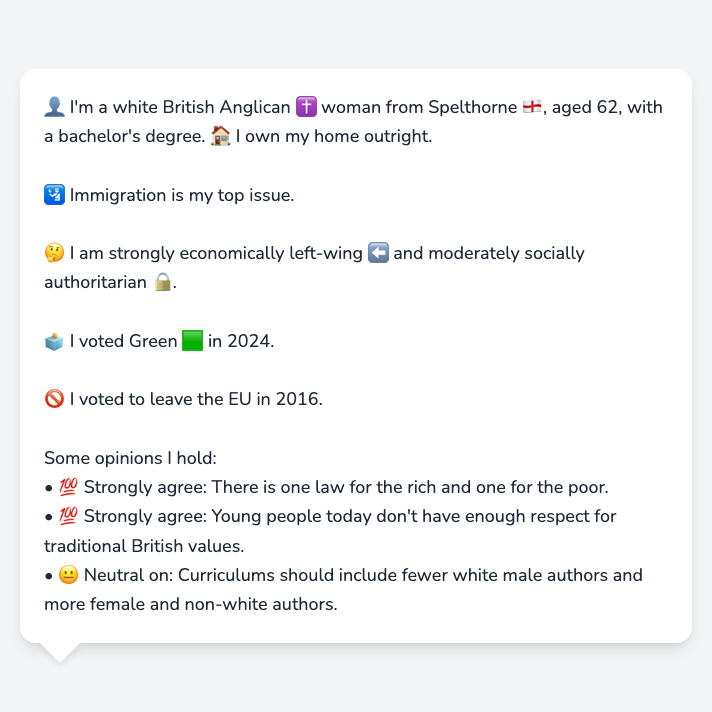 👤 I'm a white British Anglican ✝️ woman from Spelthorne 🏴󠁧󠁢󠁥󠁮󠁧󠁿, aged 62, with
a bachelor's degree. 🏠 I own my home outright.
🛂 Immigration is my top issue.
🤔 I am strongly economically left-wing ⬅️ and moderately socially
authoritarian 🔒.
🗳️ I voted Green 🟩 in 2024.
🚫 I voted to leave the EU in 2016.
Some opinions I hold:
• 💯 Strongly agree: There is one law for the rich and one for the poor.
• 💯 Strongly agree: Young people today don't have enough respect for
traditional British values.
• 😐 Neutral on: Curriculums should include fewer white male authors and
more female and non-white authors.